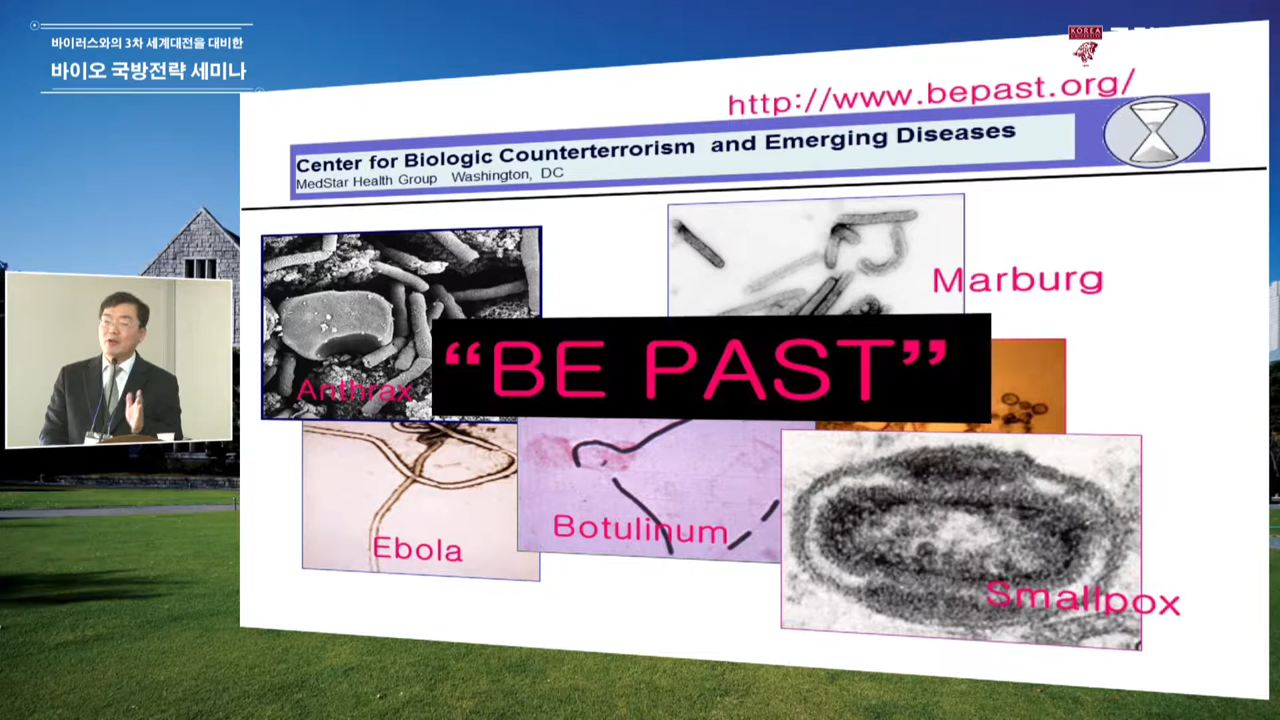 바이러스와의 3차 세계대전을 대비한
바이오 국방전략 세미나
KOREA
UNIVERSITY
http://www.bepast.org/
Center for Biologic Counterterrorism and Emerging Diseases
MedStar Health Group Washington, DC
Marburg
“BE PAST”
Anthrax
Ebola
Botulinum
Smallpox